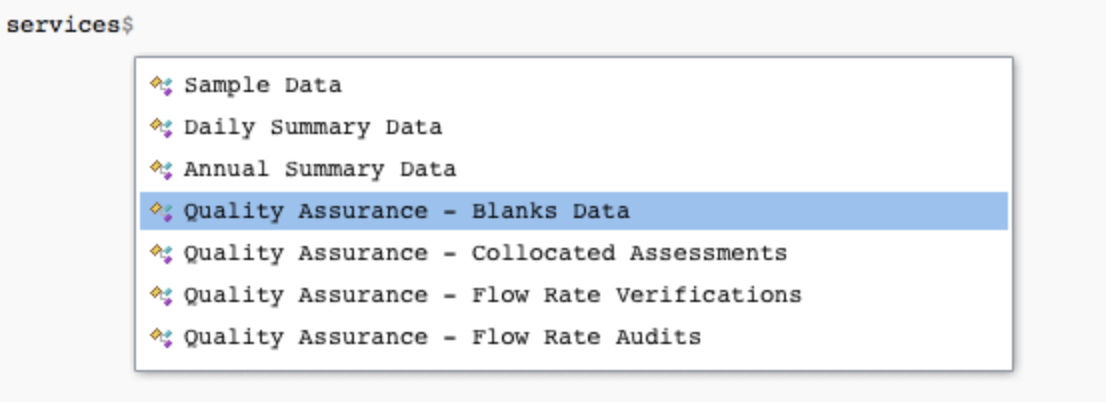 services$
Sample Data
Daily Summary Data
Annual Summary Data
Quality Assurance – Blanks Data
Quality Assurance – Collocated Assessments
Quality Assurance – Flow Rate Verifications
Quality Assurance – Flow Rate Audits